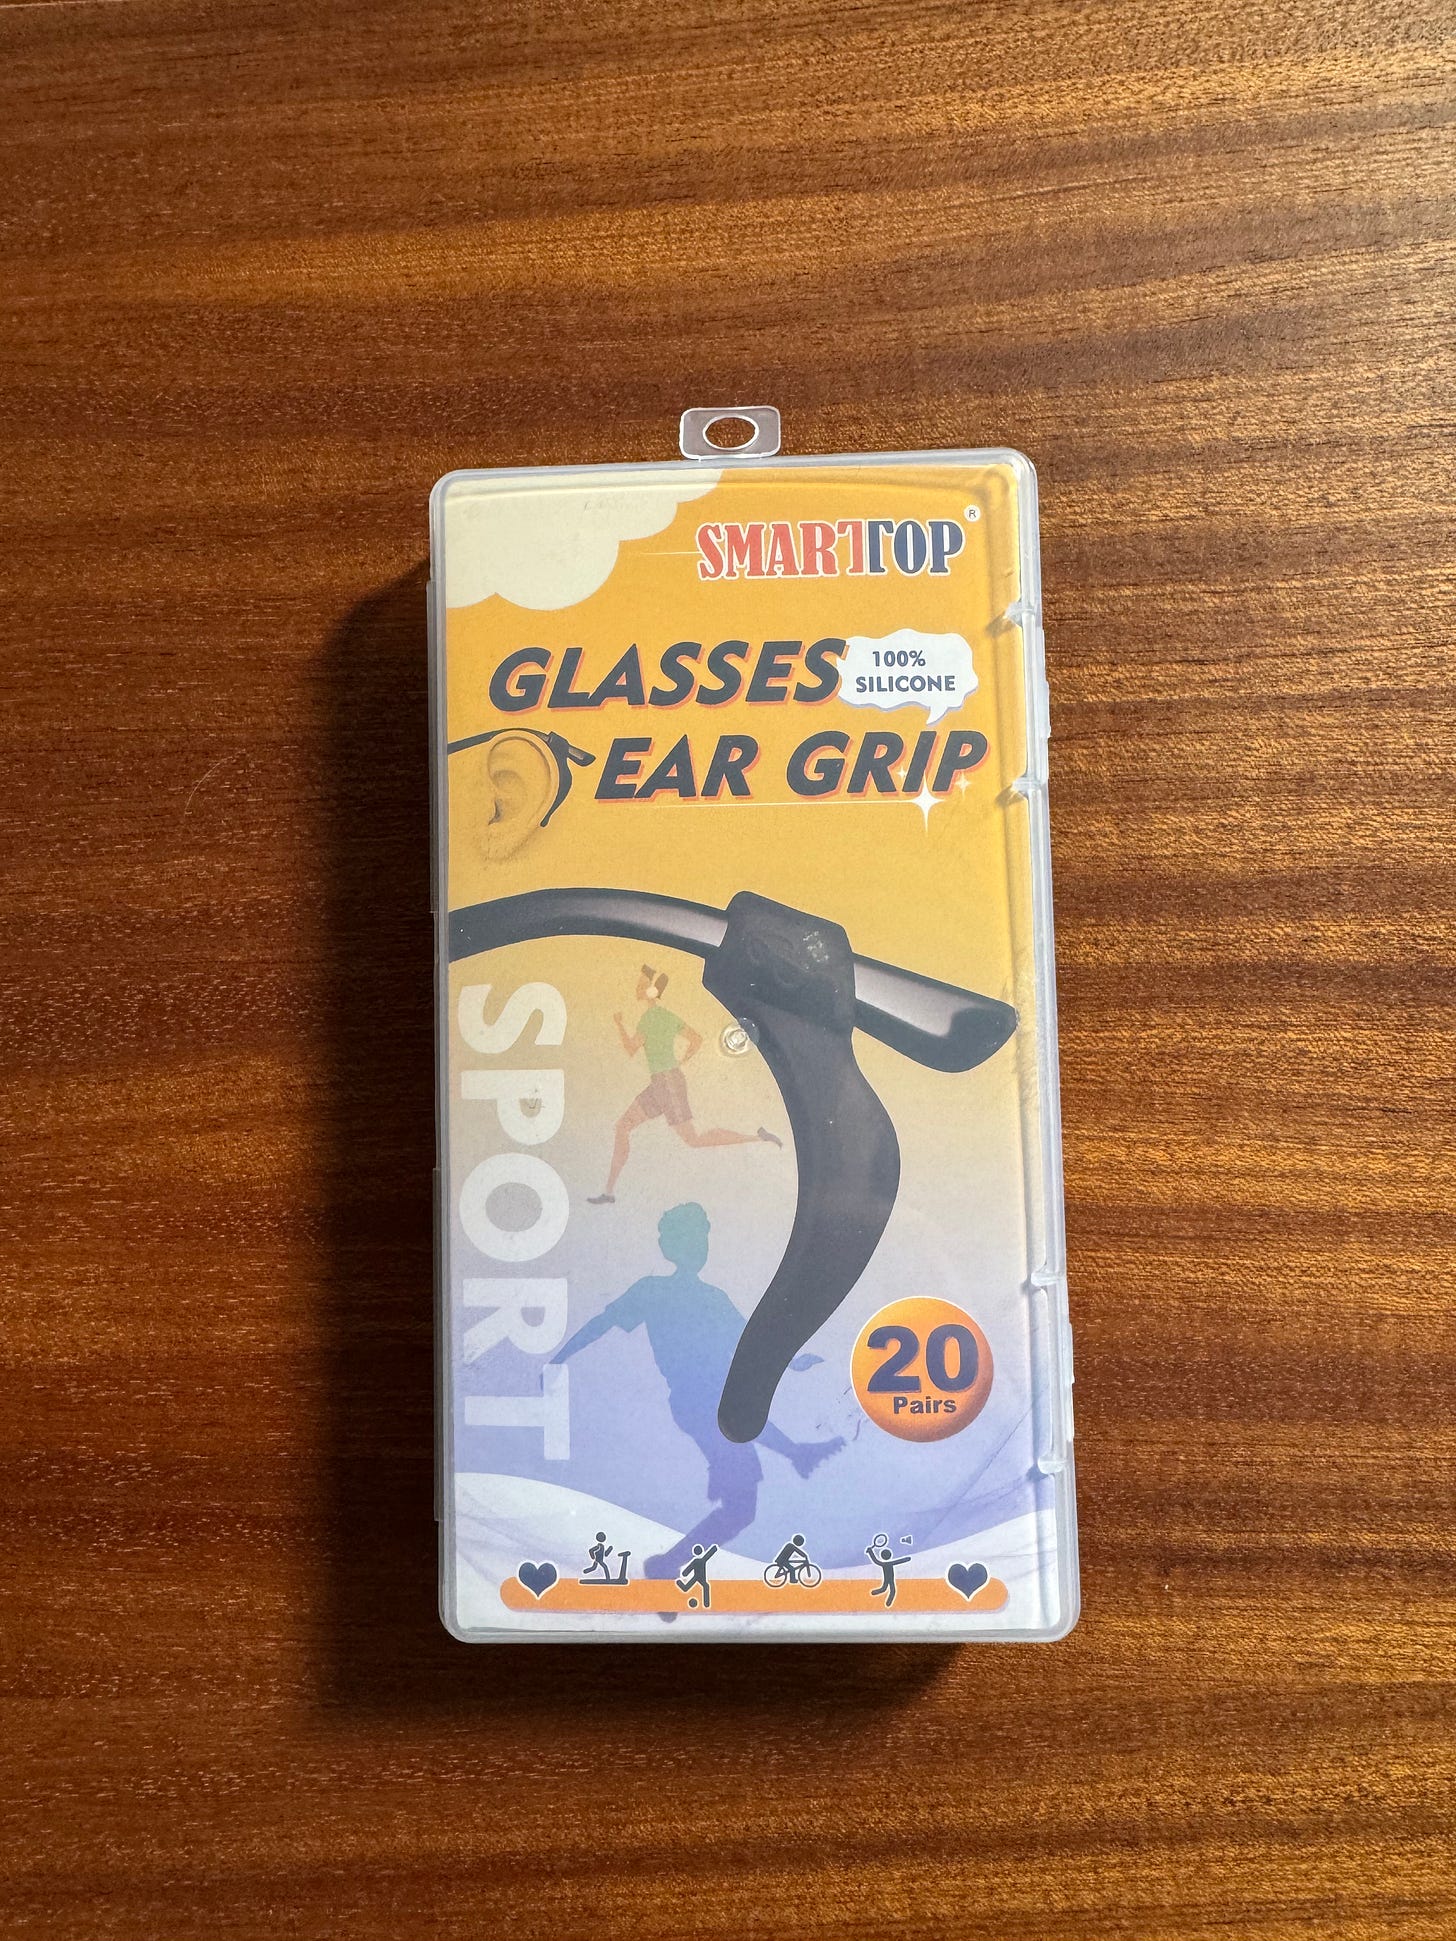 SMARTTOP®
GLASSES
100%
SILICONE
EAR GRIP
SPORT
20
Pairs